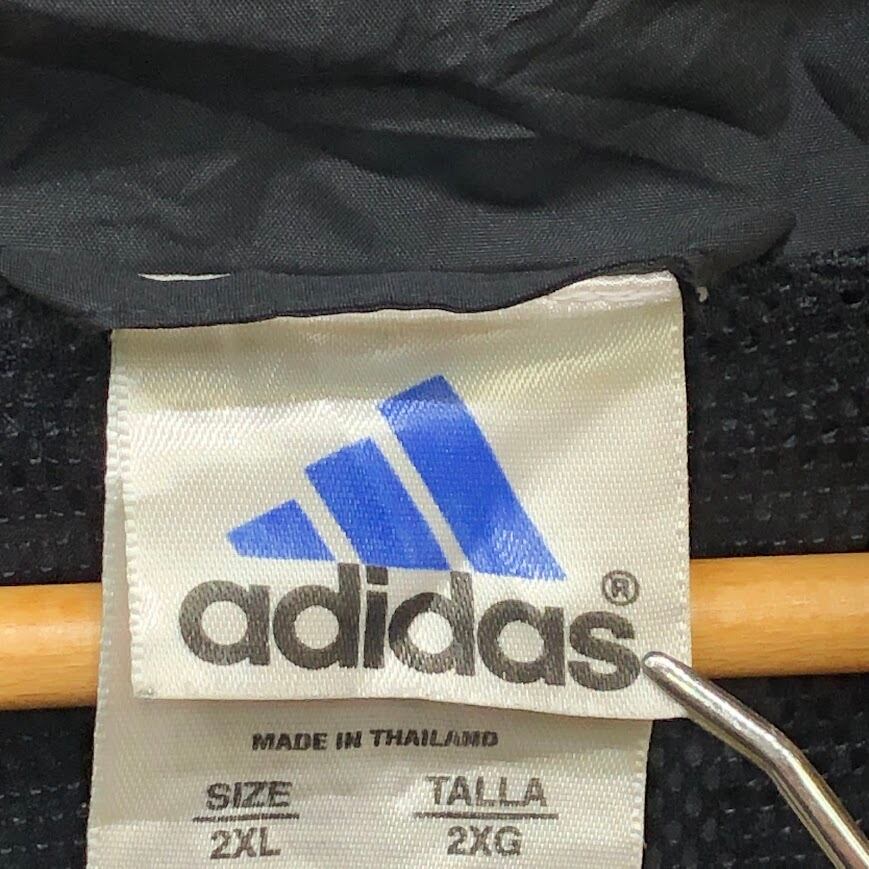 adidas®
MADE IN THAILAND
SIZE TALLA
2XL 2XG